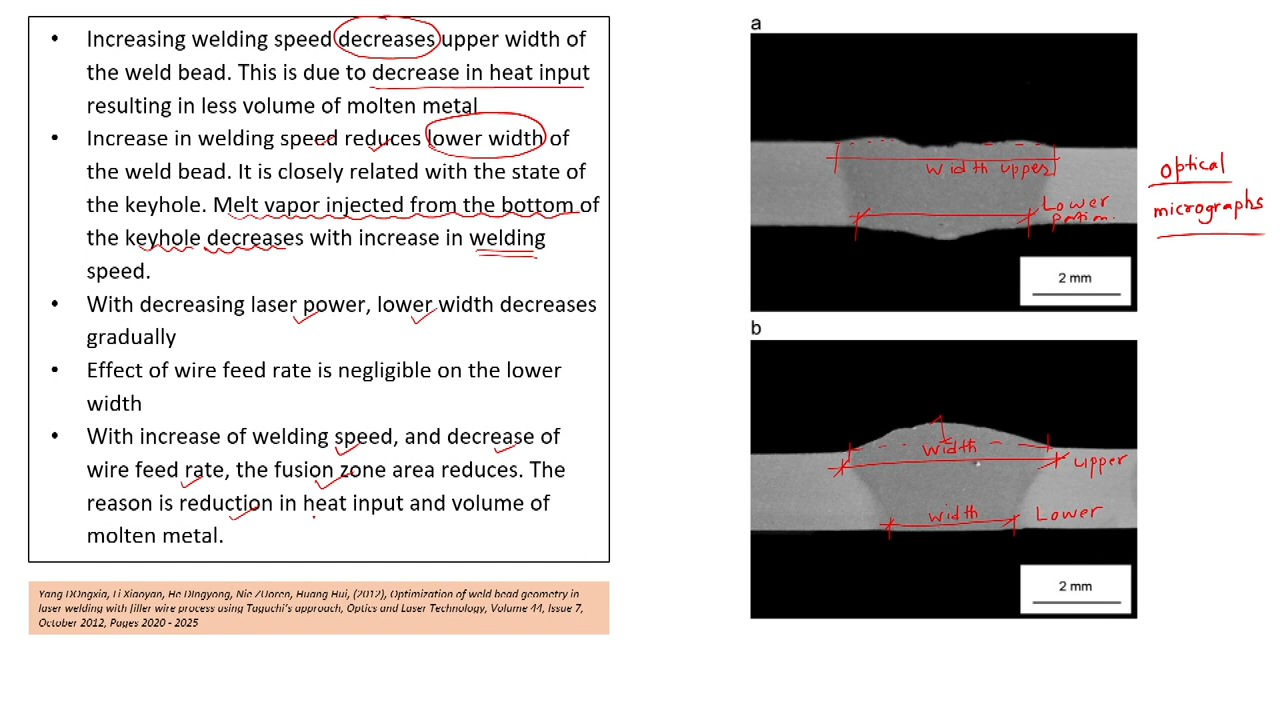 • Increasing welding speed decreases upper width of
the weld bead. This is due to decrease in heat input
resulting in less volume of molten metal
• Increase in welding speed reduces lower width of
the weld bead. It is closely related with the state of
the keyhole. Melt vapor injected from the bottom of
the keyhole decreases with increase in welding
speed.
• With decreasing laser power, lower width decreases
gradually
• Effect of wire feed rate is negligible on the lower
width
• With increase of welding speed, and decrease of
wire feed rate, the fusion zone area reduces. The
reason is reduction in heat input and volume of
molten metal.
Yang DOngxia, Li Xiaoyan, He Dingyong, Nie ZUoren, Huang Hui, (2012), Optimization of weld bead geometry in
laser welding with filler wire process using Taguchi's approach, Optics and Laser Technology, Volume 44, Issue 7,
October 2012, Pages 2020 - 2025
a
Width upper
Lower
portion.
2 mm
optical
micrographs
b
Width
upper
width
Lower
2 mm